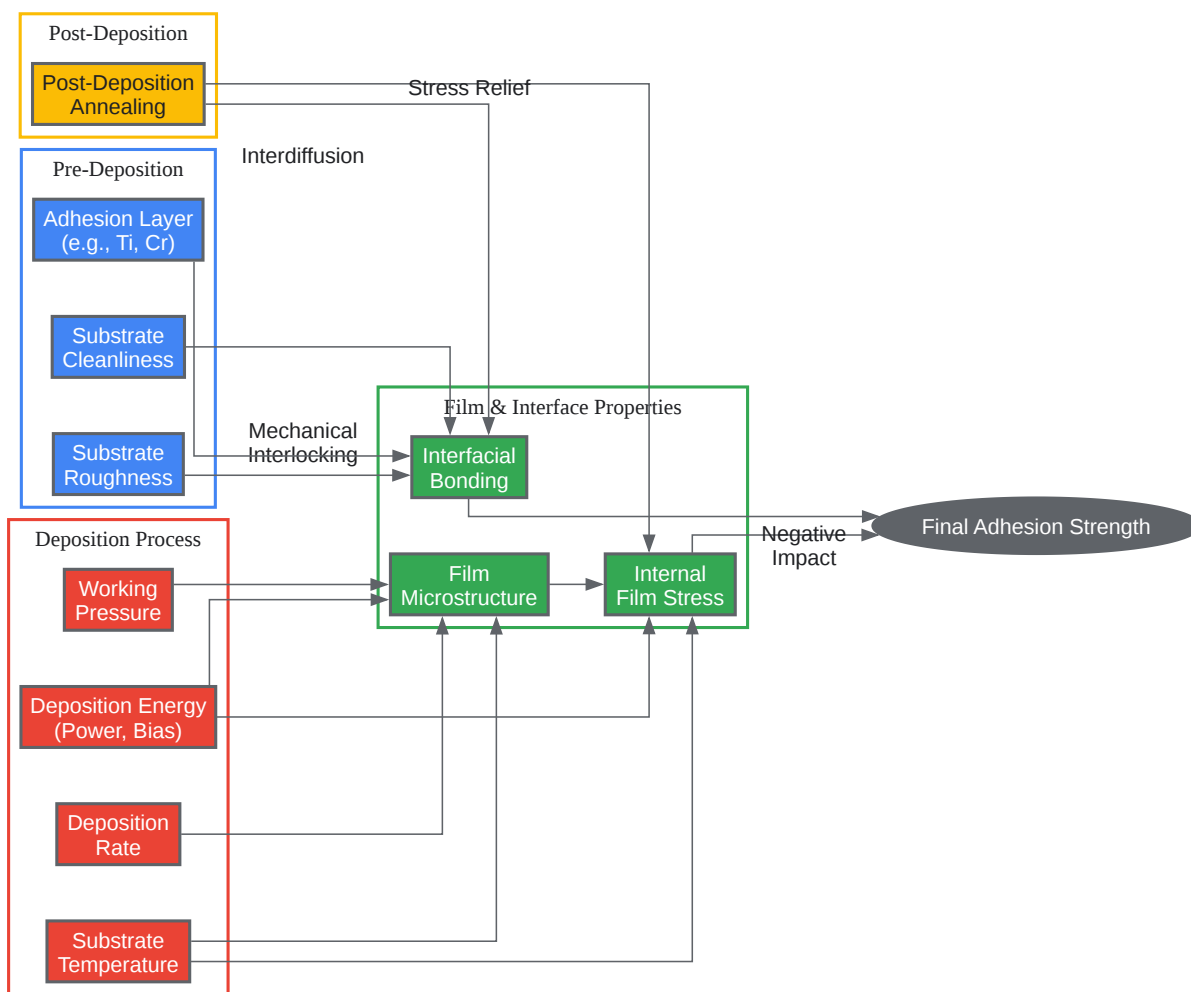 Post-Deposition
Post-Deposition
Annealing
Stress Relief
Interdiffusion
Pre-Deposition
Adhesion Layer
(e.g., Ti, Cr)
Substrate
Cleanliness
Substrate
Roughness
Mechanical
Interlocking
Film & Interface Properties
Interfacial
Bonding
Film
Microstructure
Internal
Film Stress
Negative
Impact
Final Adhesion Strength
Deposition Process
Working
Pressure
Deposition Energy
(Power, Bias)
Deposition
Rate
Substrate
Temperature